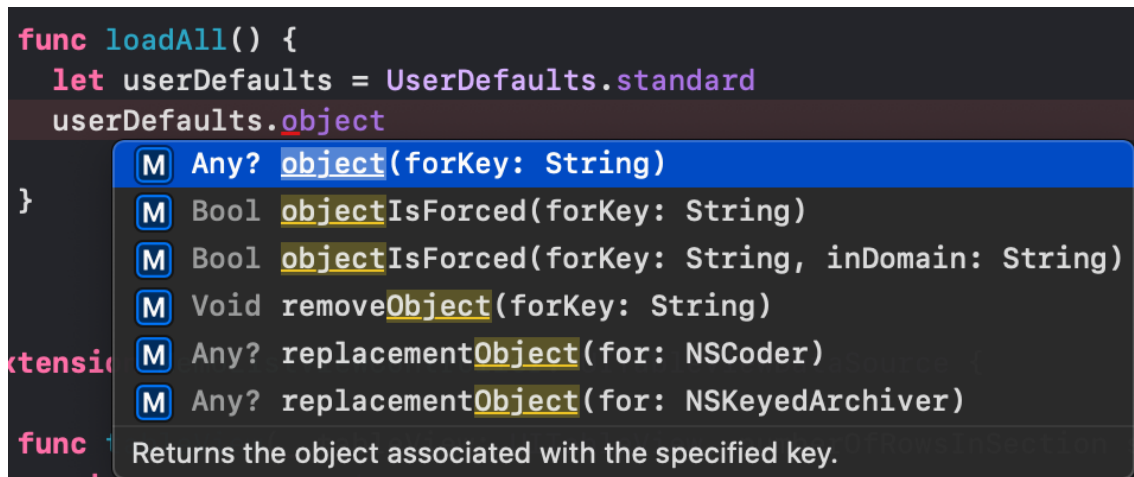 func loadAll() {
let userDefaults = UserDefaults.standard
userDefaults.object
M Any? object(forKey: String)
}
M Bool objectIsForced(forKey: String)
M Bool objectIsForced(forKey: String, inDomain: String)
M Void removeObject(forKey: String)
M Any? replacementObject(for: NSCoder)
M Any? replacementObject(for: NSKeyedArchiver)
func
Returns the object associated with the specified key.